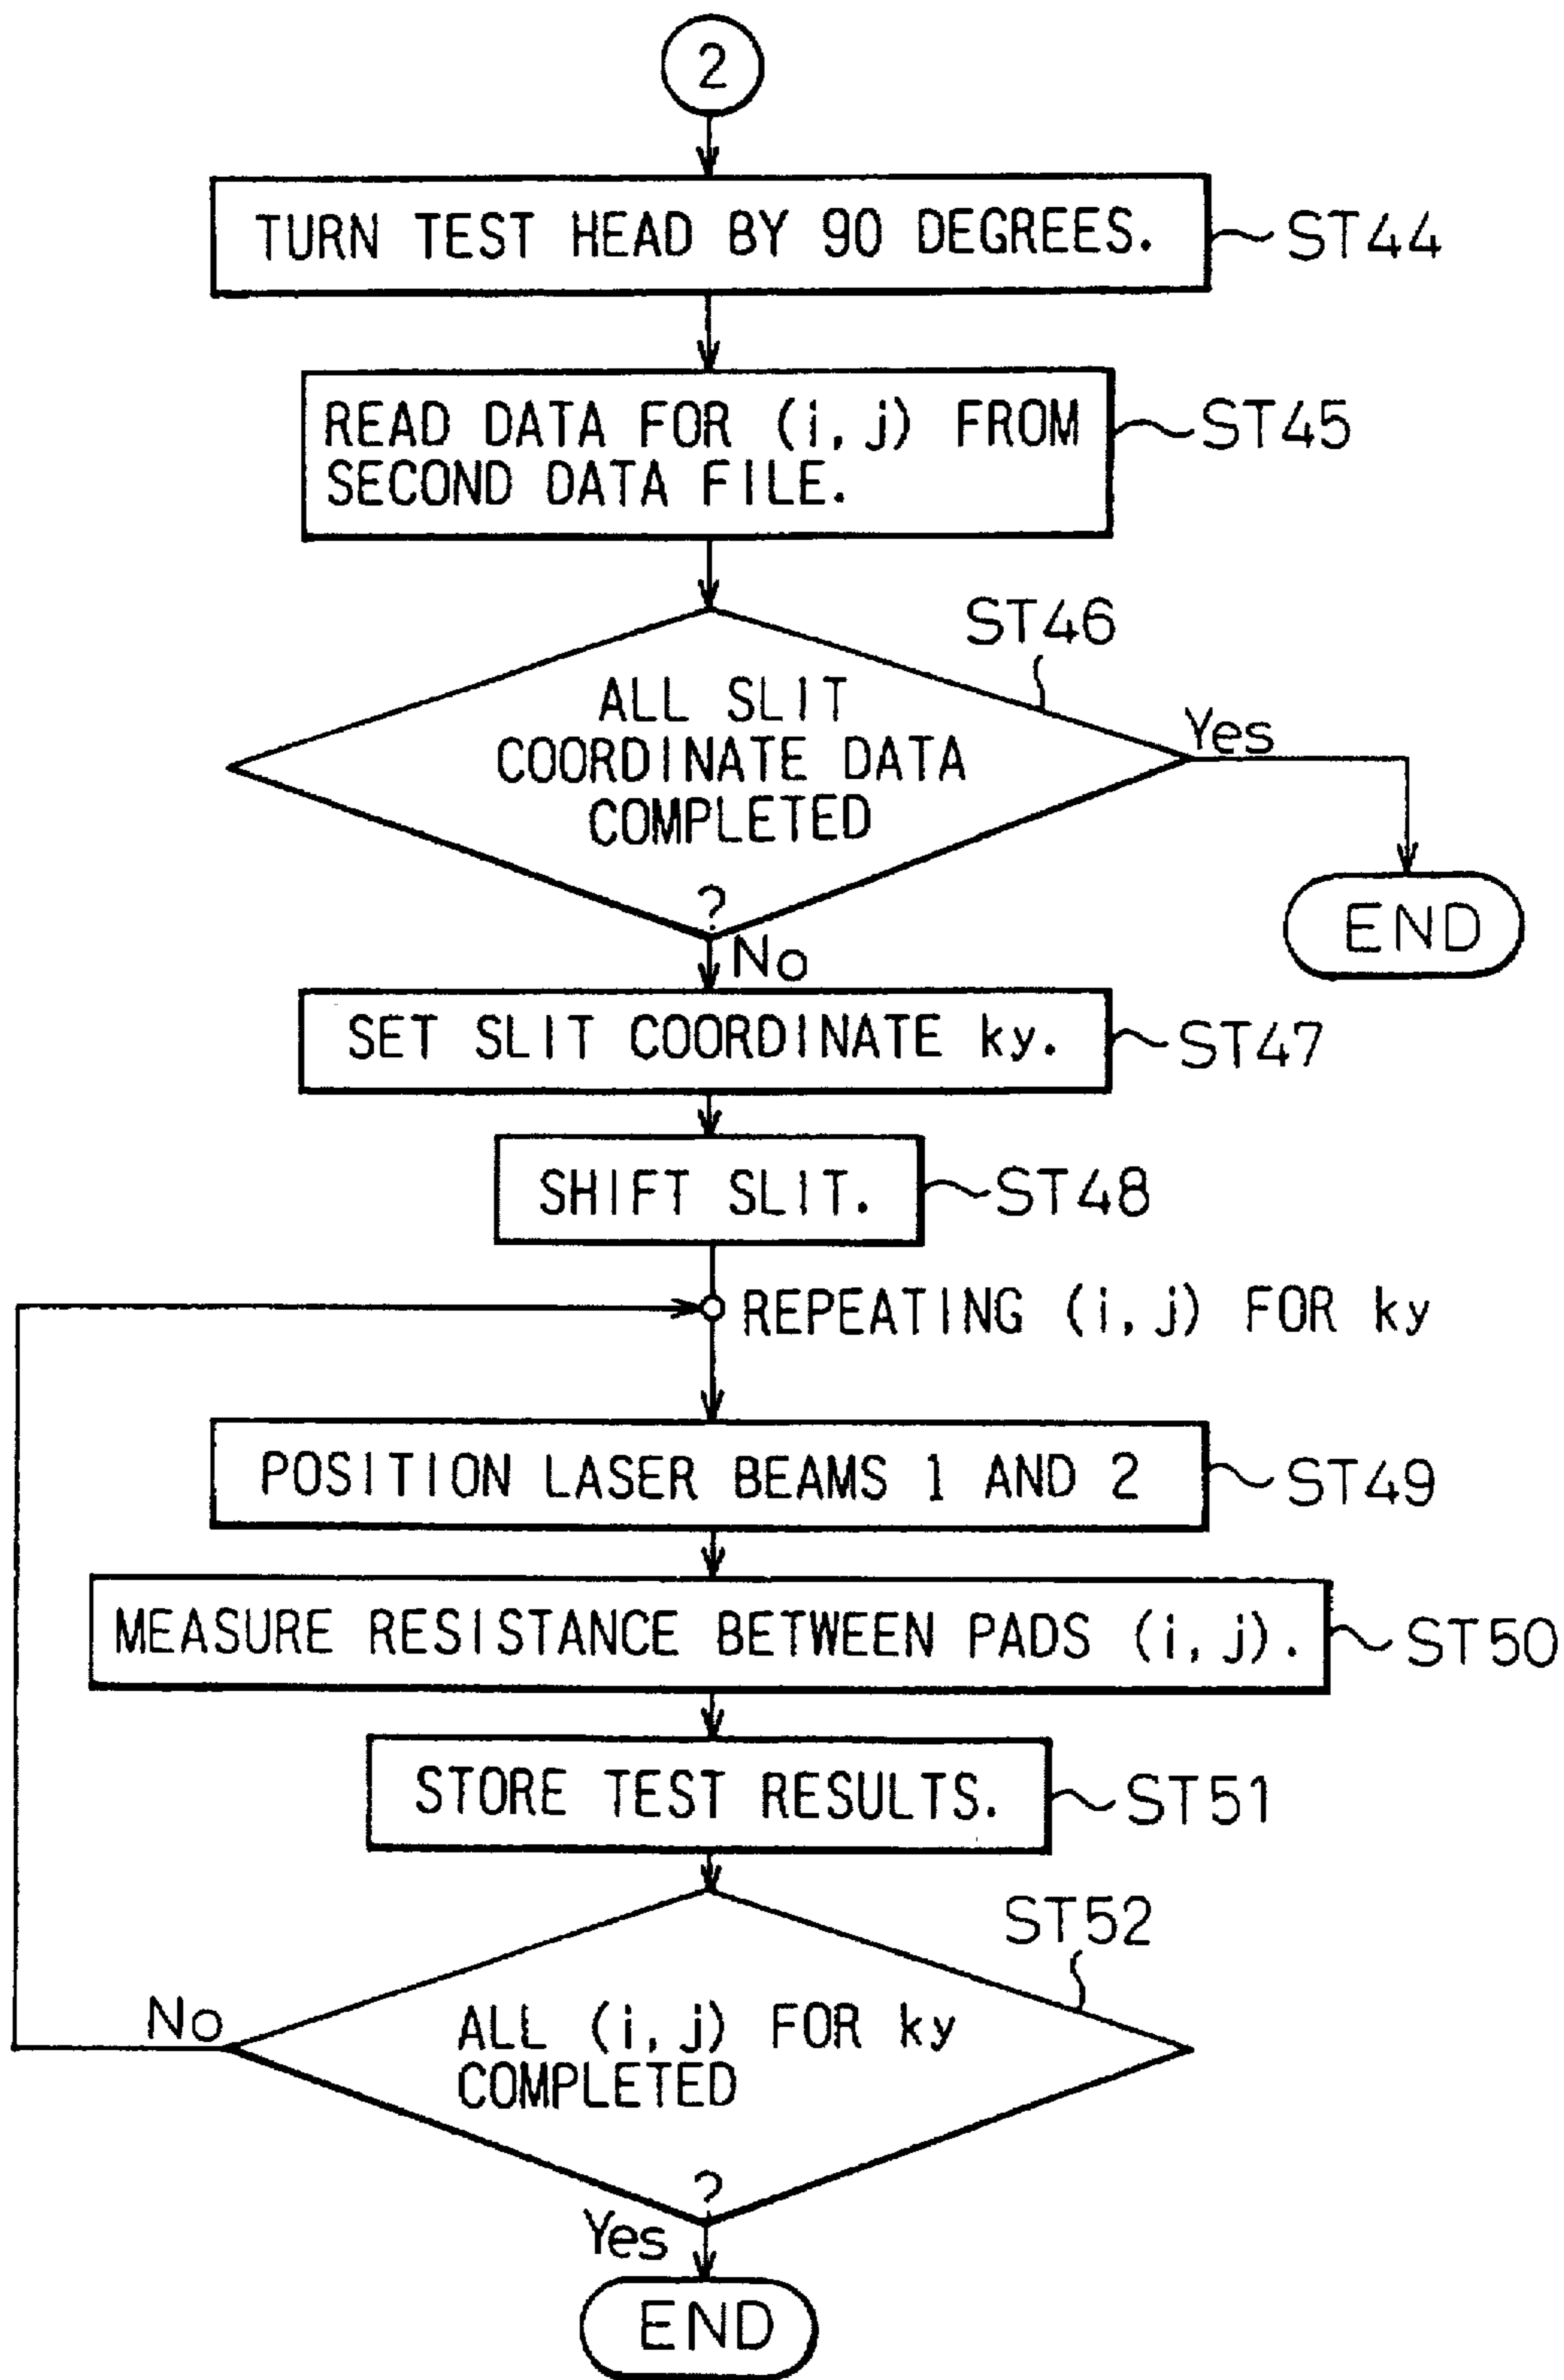 2
TURN TEST HEAD BY 90 DEGREES.
ST44
READ DATA FOR (i, j) FROM
SECOND DATA FILE.
ST45
ST46
ALL SLIT
COORDINATE DATA
COMPLETED
?
Yes
END
No
SET SLIT COORDINATE ky.
ST47
SHIFT SLIT.
ST48
REPEATING (i, j) FOR ky
POSITION LASER BEAMS 1 AND 2
ST49
MEASURE RESISTANCE BETWEEN PADS (i, j).
ST50
STORE TEST RESULTS.
ST51
ST52
No
ALL (i, j) FOR ky
COMPLETED
?
Yes
END